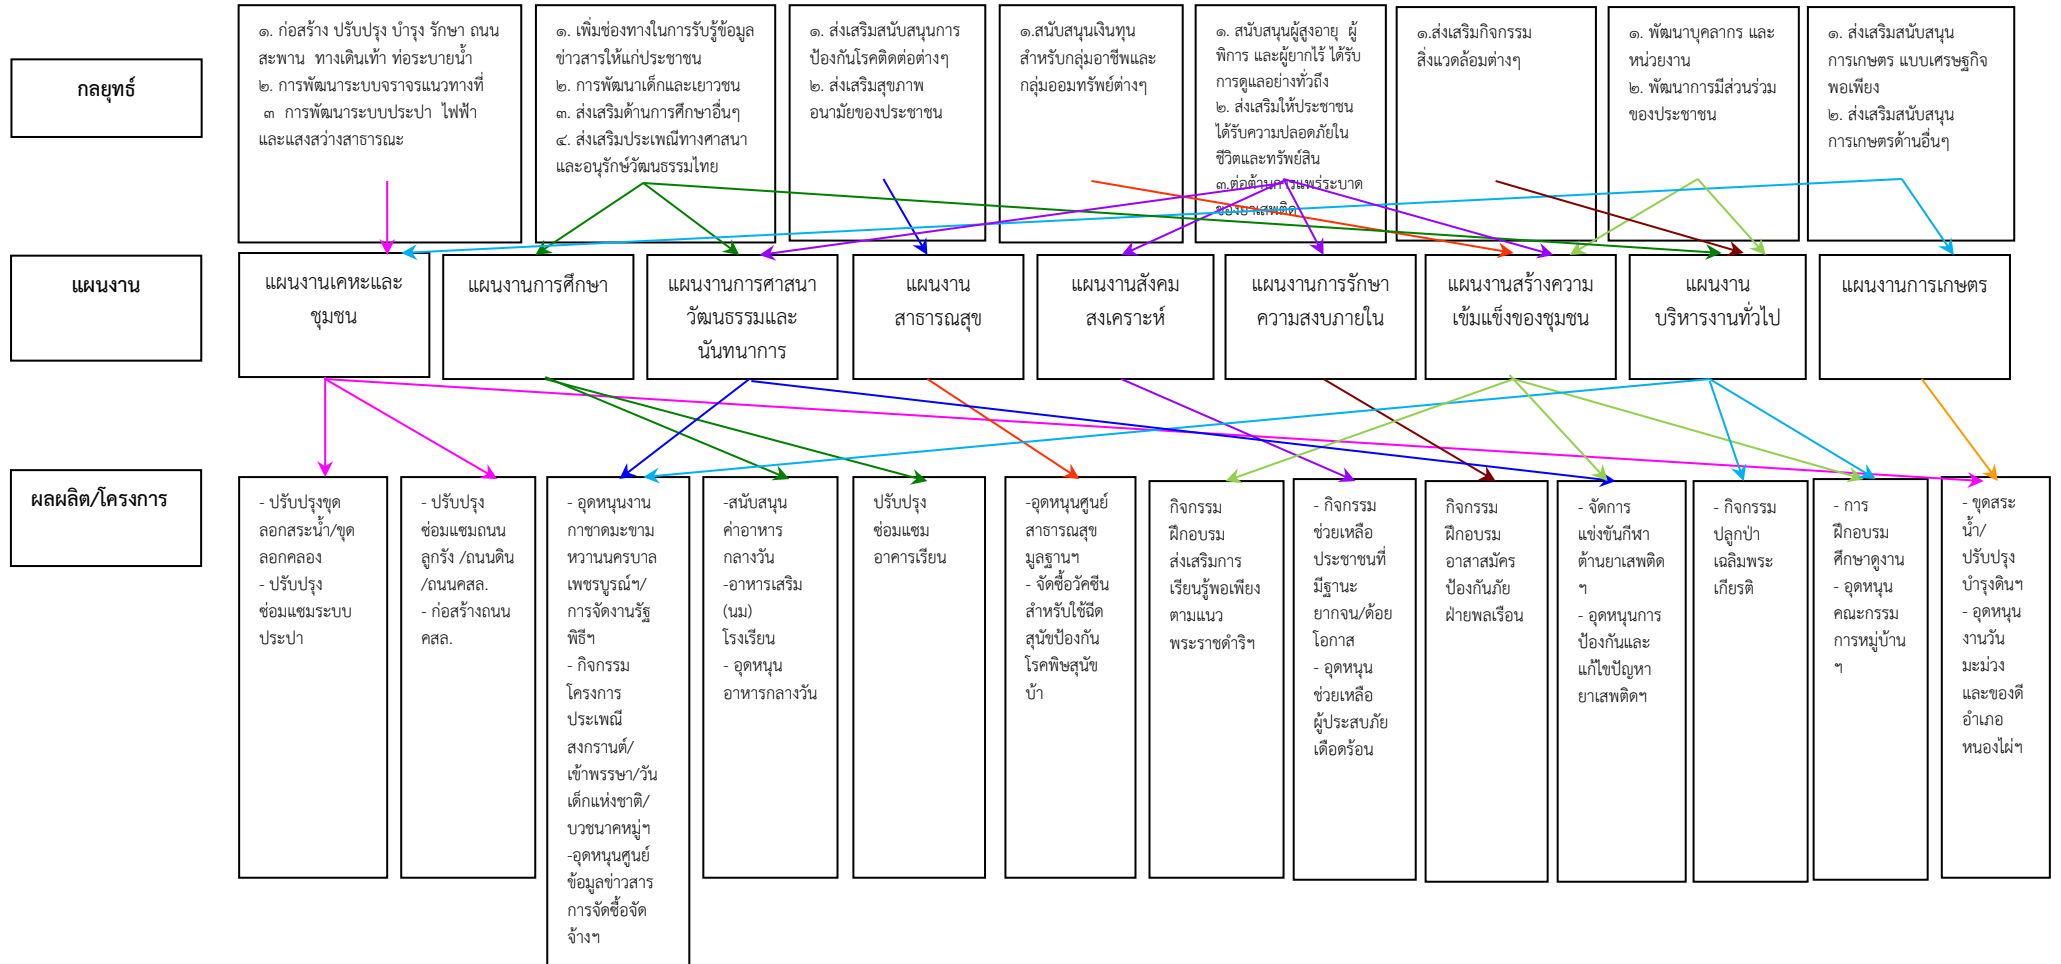 กลยุทธ์
๑. ก่อสร้าง ปรับปรุง บำรุง รักษา ถนน
สะพาน ทางเดินเท้า ท่อระบายน้ำ
๒. การพัฒนาระบบจราจรแนวทางที่
๓ การพัฒนาระบบประปา ไฟฟ้า
และแสงสว่างสาธารณะ
๑. เพิ่มช่องทางในการรับรู้ข้อมูล
ข่าวสารให้แก่ประชาชน
๒. การพัฒนาเด็กและเยาวชน
๓. ส่งเสริมด้านการศึกษาอื่นๆ
๔. ส่งเสริมประเพณีทางศาสนา
และอนุรักษ์วัฒนธรรมไทย
๑. ส่งเสริมสนับสนุนการ
ป้องกันโรคติดต่อต่างๆ
๒. ส่งเสริมสุขภาพ
อนามัยของประชาชน
๑.สนับสนุนเงินทุน
สำหรับกลุ่มอาชีพและ
กลุ่มออมทรัพย์ต่างๆ
๑. สนับสนุนผู้สูงอายุ ผู้
พิการ และผู้ยากไร้ ได้รับ
การดูแลอย่างทั่วถึง
๒. ส่งเสริมให้ประชาชน
ได้รับความปลอดภัยใน
ชีวิตและทรัพย์สิน
๓.ต่อต้านการแพร่ระบาด
ของยาเสพติด
๑.ส่งเสริมกิจกรรม
สิ่งแวดล้อมต่างๆ
๑. พัฒนาบุคลากร และ
หน่วยงาน
๒. พัฒนาการมีส่วนร่วม
ของประชาชน
๑. ส่งเสริมสนับสนุน
การเกษตร แบบเศรษฐกิจ
พอเพียง
๒. ส่งเสริมสนับสนุน
การเกษตรด้านอื่นๆ
แผนงาน
แผนงานเคหะและ
ชุมชน
แผนงานการศึกษา
แผนงานการศาสนา
วัฒนธรรมและ
นันทนาการ
แผนงาน
สาธารณสุข
แผนงานสังคม
สงเคราะห์
แผนงานการรักษา
ความสงบภายใน
แผนงานสร้างความ
เข้มแข็งของชุมชน
แผนงาน
บริหารงานทั่วไป
แผนงานการเกษตร
ผลผลิต/โครงการ
- ปรับปรุงขุด
ลอกสระน้ำ/ขุด
ลอกคลอง
- ปรับปรุง
ซ่อมแซมระบบ
ประปา
- ปรับปรุง
ซ่อมแซมถนน
ลูกรัง /ถนนดิน
/ถนนคสล.
- ก่อสร้างถนน
คสล.
- อุดหนุนงาน
กาชาดมะขาม
หวานนครบาล
เพชรบูรณ์ฯ/
การจัดงานรัฐ
พิธีฯ
- กิจกรรม
โครงการ
ประเพณี
สงกรานต์/
เข้าพรรษา/วัน
เด็กแห่งชาติ/
บวชนาคหมู่ฯ
-อุดหนุนศูนย์
ข้อมูลข่าวสาร
การจัดซื้อจัด
จ้างฯ
-สนับสนุน
ค่าอาหาร
กลางวัน
-อาหารเสริม
(นม)
โรงเรียน
- อุดหนุน
อาหารกลางวัน
ปรับปรุง
ซ่อมแซม
อาคารเรียน
-อุดหนุนศูนย์
สาธารณสุข
มูลฐานฯ
- จัดซื้อวัคซีน
สำหรับใช้ฉีด
สุนัขป้องกัน
โรคพิษสุนัข
บ้า
กิจกรรม
ฝึกอบรม
ส่งเสริมการ
เรียนรู้พอเพียง
ตามแนว
พระราชดำริฯ
- กิจกรรม
ช่วยเหลือ
ประชาชนที่
มีฐานะ
ยากจน/ด้อย
โอกาส
- อุดหนุน
ช่วยเหลือ
ผู้ประสบภัย
เดือดร้อน
กิจกรรม
ฝึกอบรม
อาสาสมัคร
ป้องกันภัย
ฝ่ายพลเรือน
- จัดการ
แข่งขันกีฬา
ต้านยาเสพติด
ฯ
- อุดหนุนการ
ป้องกันและ
แก้ไขปัญหา
ยาเสพติดฯ
- กิจกรรม
ปลูกป่า
เฉลิมพระ
เกียรติ
- การ
ฝึกอบรม
ศึกษาดูงาน
- อุดหนุน
คณะกรรม
การหมู่บ้าน
ฯ
- ขุดสระ
น้ำ/
ปรับปรุง
บำรุงดินฯ
- อุดหนุน
งานวัน
มะม่วง
และของดี
อำเภอ
หนองไผ่ฯ